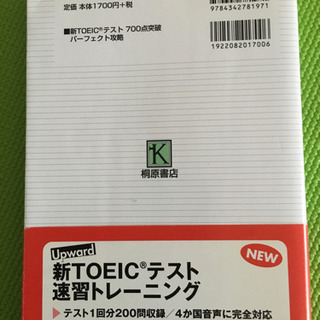 9784342781971
定価 本体1700円+税
1922082017006
■新TOEIC®テスト 700点突破
パーフェクト攻略
K
桐原書店
Upward
NEW
新TOEIC®テスト
速習トレーニング
▶テスト1回分200問収録／4か国音声に完全対応